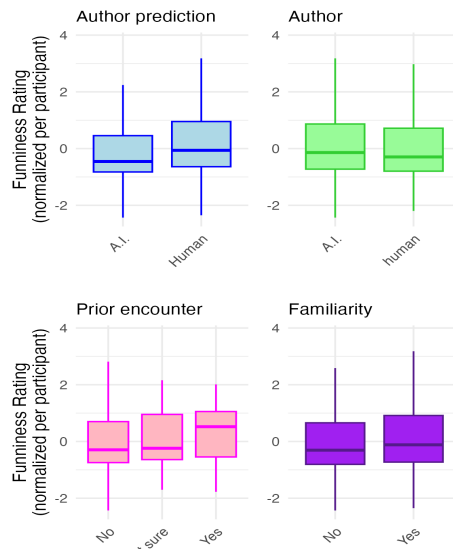 Author prediction
Author
Funniness Rating
(normalized per participant)
4
2
0
-2
A.I.
Human
A.I.
human
Prior encounter
Familiarity
Funniness Rating
(normalized per participant)
4
2
0
-2
No
sure
Yes
No
Yes